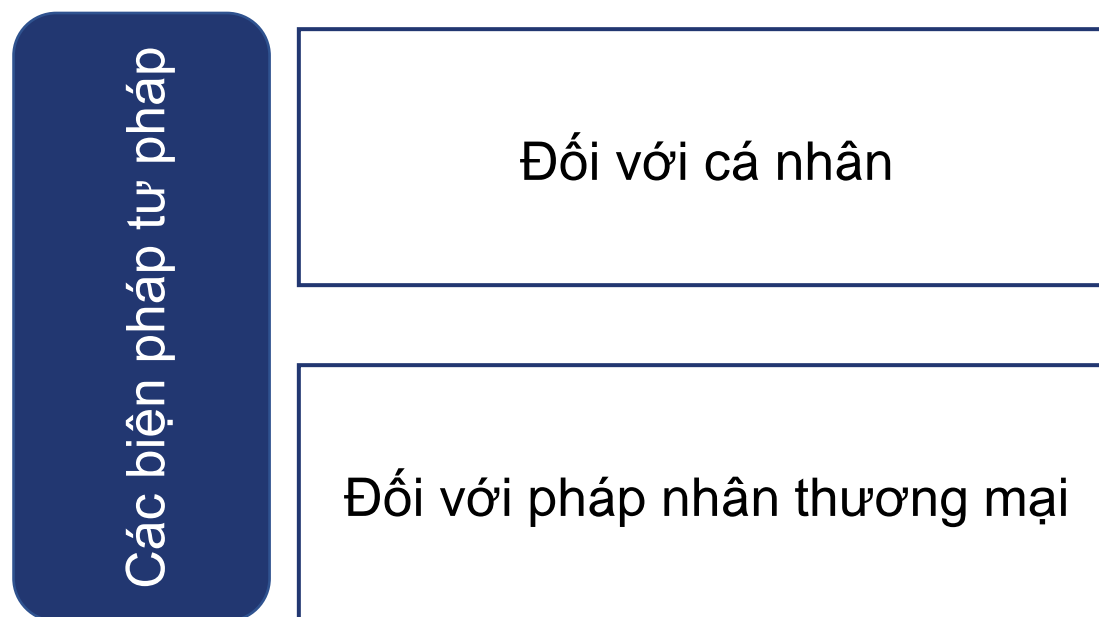 Các biện pháp tư pháp
Đối với cá nhân
Đối với pháp nhân thương mại